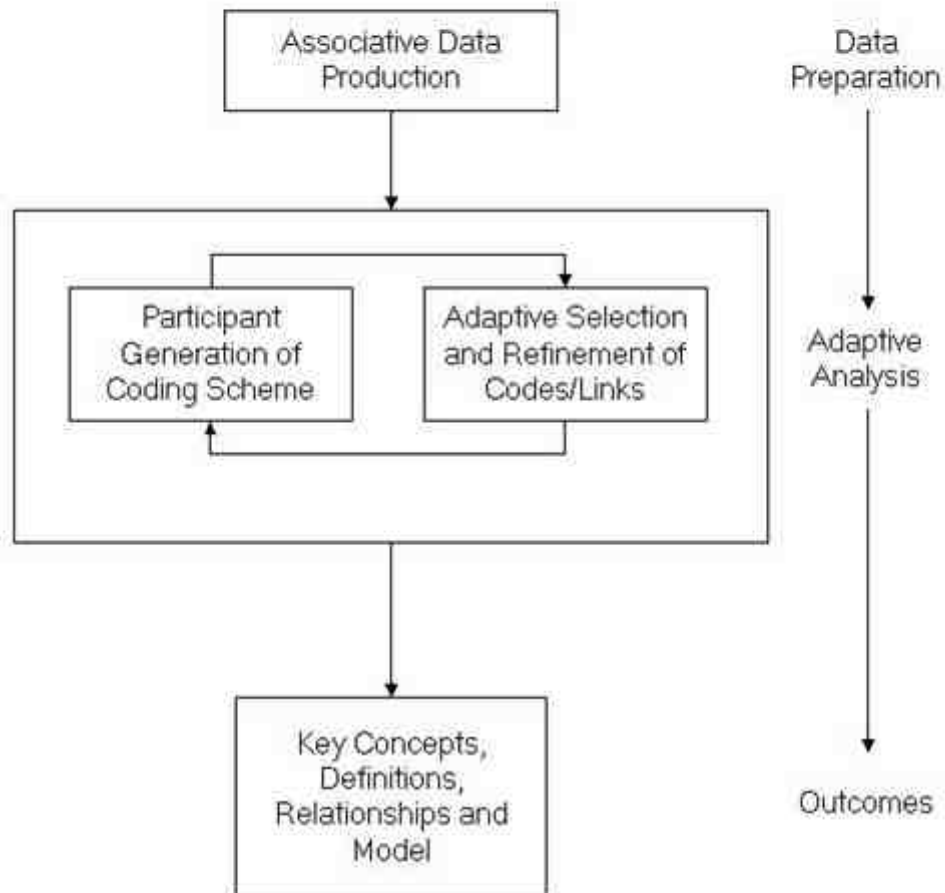 Associative Data
Production
Data
Preparation
Participant
Generation of
Coding Scheme
Adaptive Selection
and Refinement of
Codes/Links
Adaptive
Analysis
Key Concepts,
Definitions,
Relationships and
Model
Outcomes